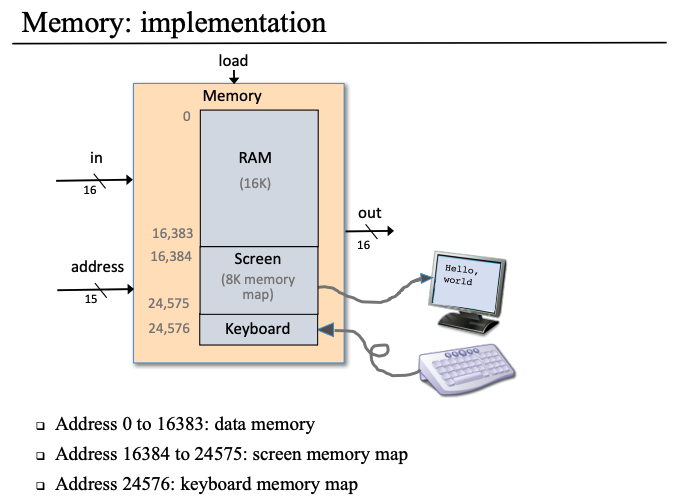 Memory: implementation
load
Memory
0
RAM
(16K)
in
16
16,383
16,384
out
16
Screen
(8K memory
map)
address
15
24,575
24,576
Keyboard
Hello,
world
Address 0 to 16383: data memory
Address 16384 to 24575: screen memory map
Address 24576: keyboard memory map